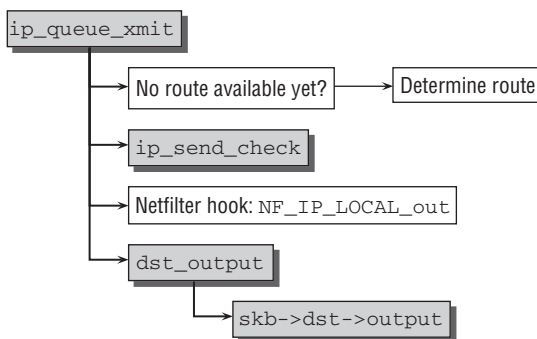 ip_queue_xmit
No route available yet?
Determine route
ip_send_check
Netfilter hook: NF_IP_LOCAL_out
dst_output
skb->dst->output